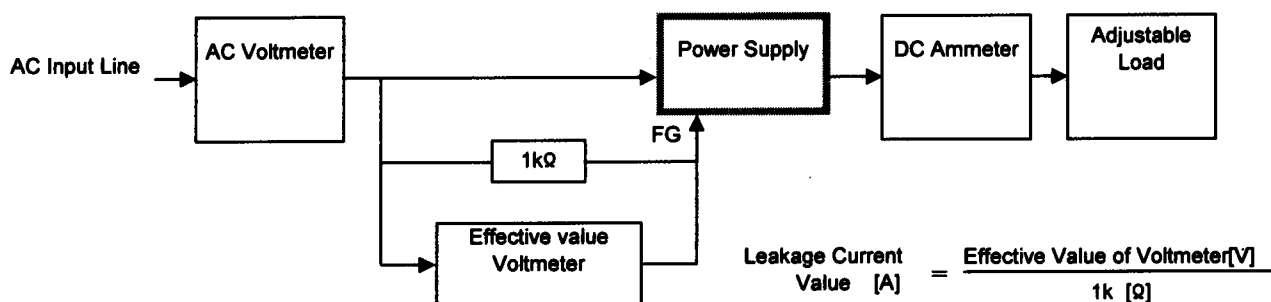 AC Input Line
AC Voltmeter
Power Supply
DC Ammeter
Adjustable
Load
FG
1kΩ
Effective value
Voltmeter
Leakage Current
Value [A]
=
Effective Value of Voltmeter[V]
1k [Ω]